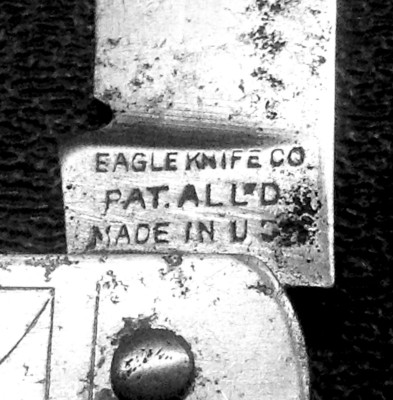 EAGLE KNIFE CO
PAT. ALL'D
MADE IN U S A